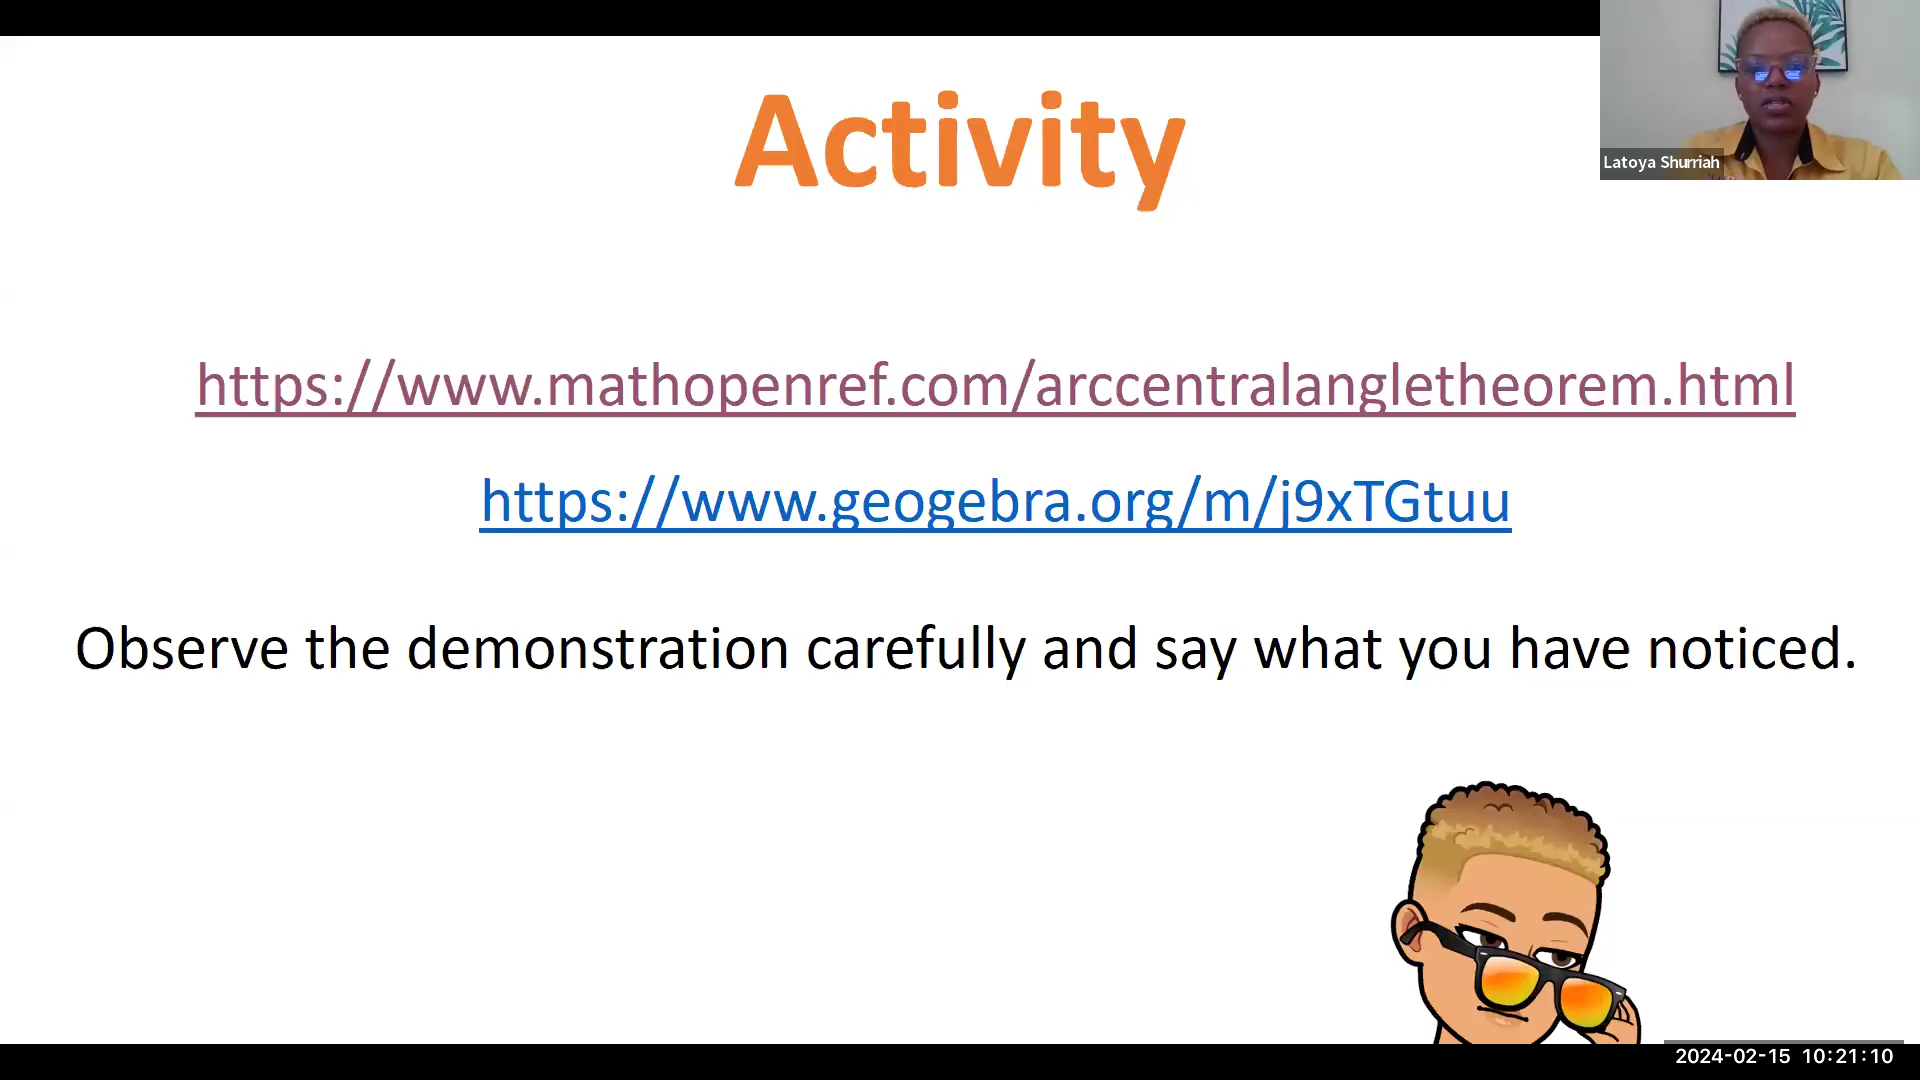 Activity
Latoya Shurriah
https://www.mathopenref.com/arccentralangletheorem.html
https://www.geogebra.org/m/j9xTGtuu
Observe the demonstration carefully and say what you have noticed.
2024-02-15 10:21:10